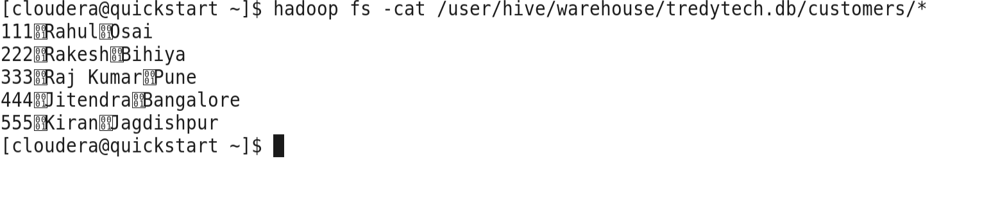 [cloudera@quickstart ~]$ hadoop fs -cat /user/hive/warehouse/tredytech.db/customers/*
111RahulOsai
222RakeshBihiya
333Raj KumarPune
444JitendraBangalore
555KiranJagdishpur
[cloudera@quickstart ~]$